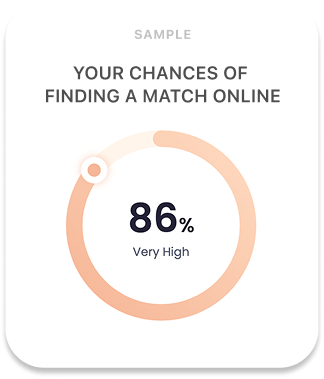 SAMPLE
YOUR CHANCES OF
FINDING A MATCH ONLINE
86%
Very High